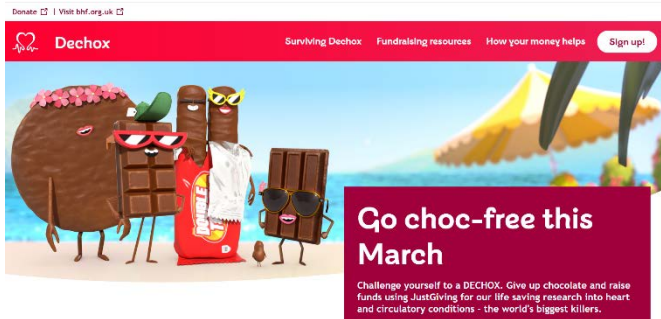 Donate | Visit bhf.org.uk
Dechox Surviving Dechox Fundraising resources How your money helps Sign up!
DOUBLE
Go choc-free this
March
Challenge yourself to a DECHOX. Give up chocolate and raise
funds using JustGiving for our life saving research into heart
and circulatory conditions - the world's biggest killers.